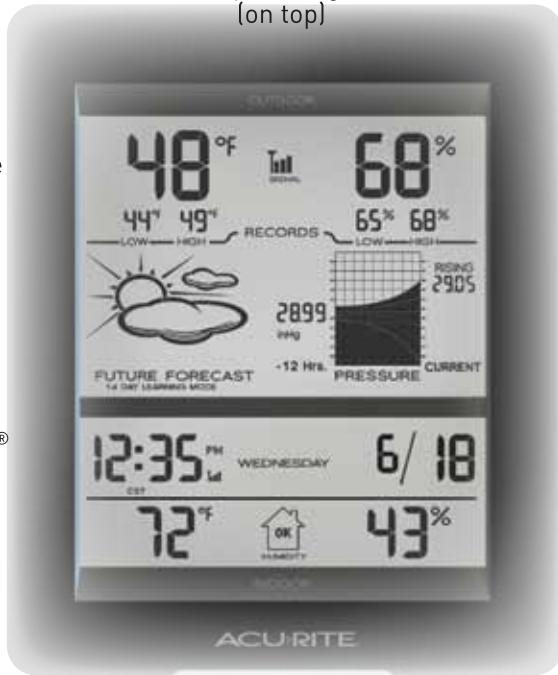 (on top)
OUTDOOR
48°F SIGNAL 68%
44°F 49°F 65% 68%
LOW HIGH RECORDS LOW HIGH
RISING
29.05
28.99
inHg
-12 Hrs. CURRENT
FUTURE FORECAST PRESSURE
14 DAY LEARNING MODE
®
12:35 PM WEDNESDAY 6/18
CST
72°F OK 43%
HUMIDITY
INDOOR
ACU·RITE